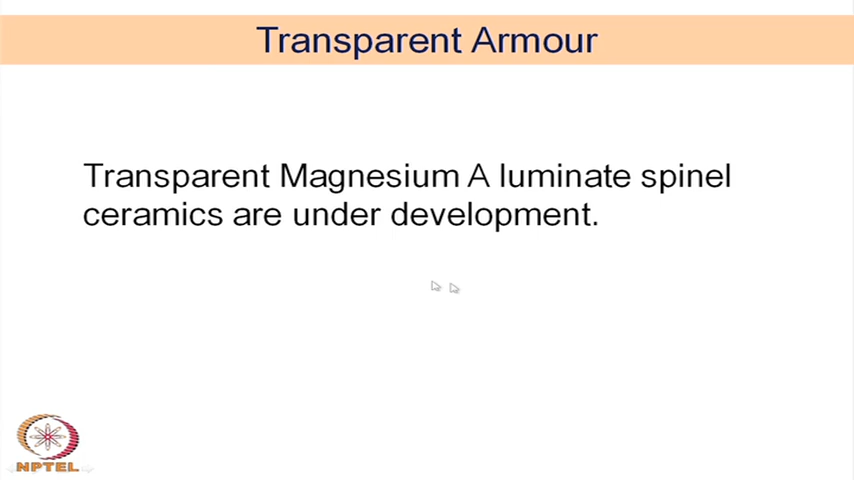 Transparent Armour
Transparent Magnesium A luminate spinel
ceramics are under development.
NPTEL